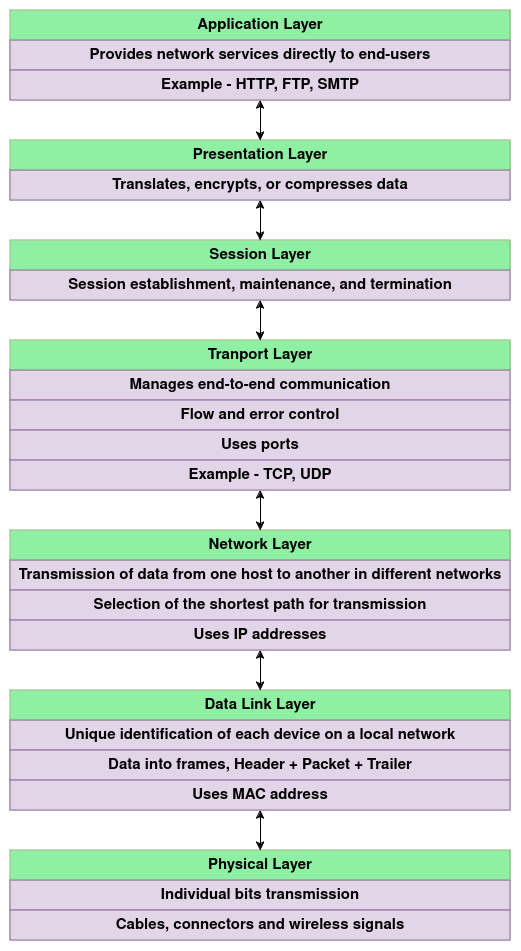 Application Layer
Provides network services directly to end-users
Example - HTTP, FTP, SMTP
Presentation Layer
Translates, encrypts, or compresses data
Session Layer
Session establishment, maintenance, and termination
Tranport Layer
Manages end-to-end communication
Flow and error control
Uses ports
Example - TCP, UDP
Network Layer
Transmission of data from one host to another in different networks
Selection of the shortest path for transmission
Uses IP addresses
Data Link Layer
Unique identification of each device on a local network
Data into frames, Header + Packet + Trailer
Uses MAC address
Physical Layer
Individual bits transmission
Cables, connectors and wireless signals